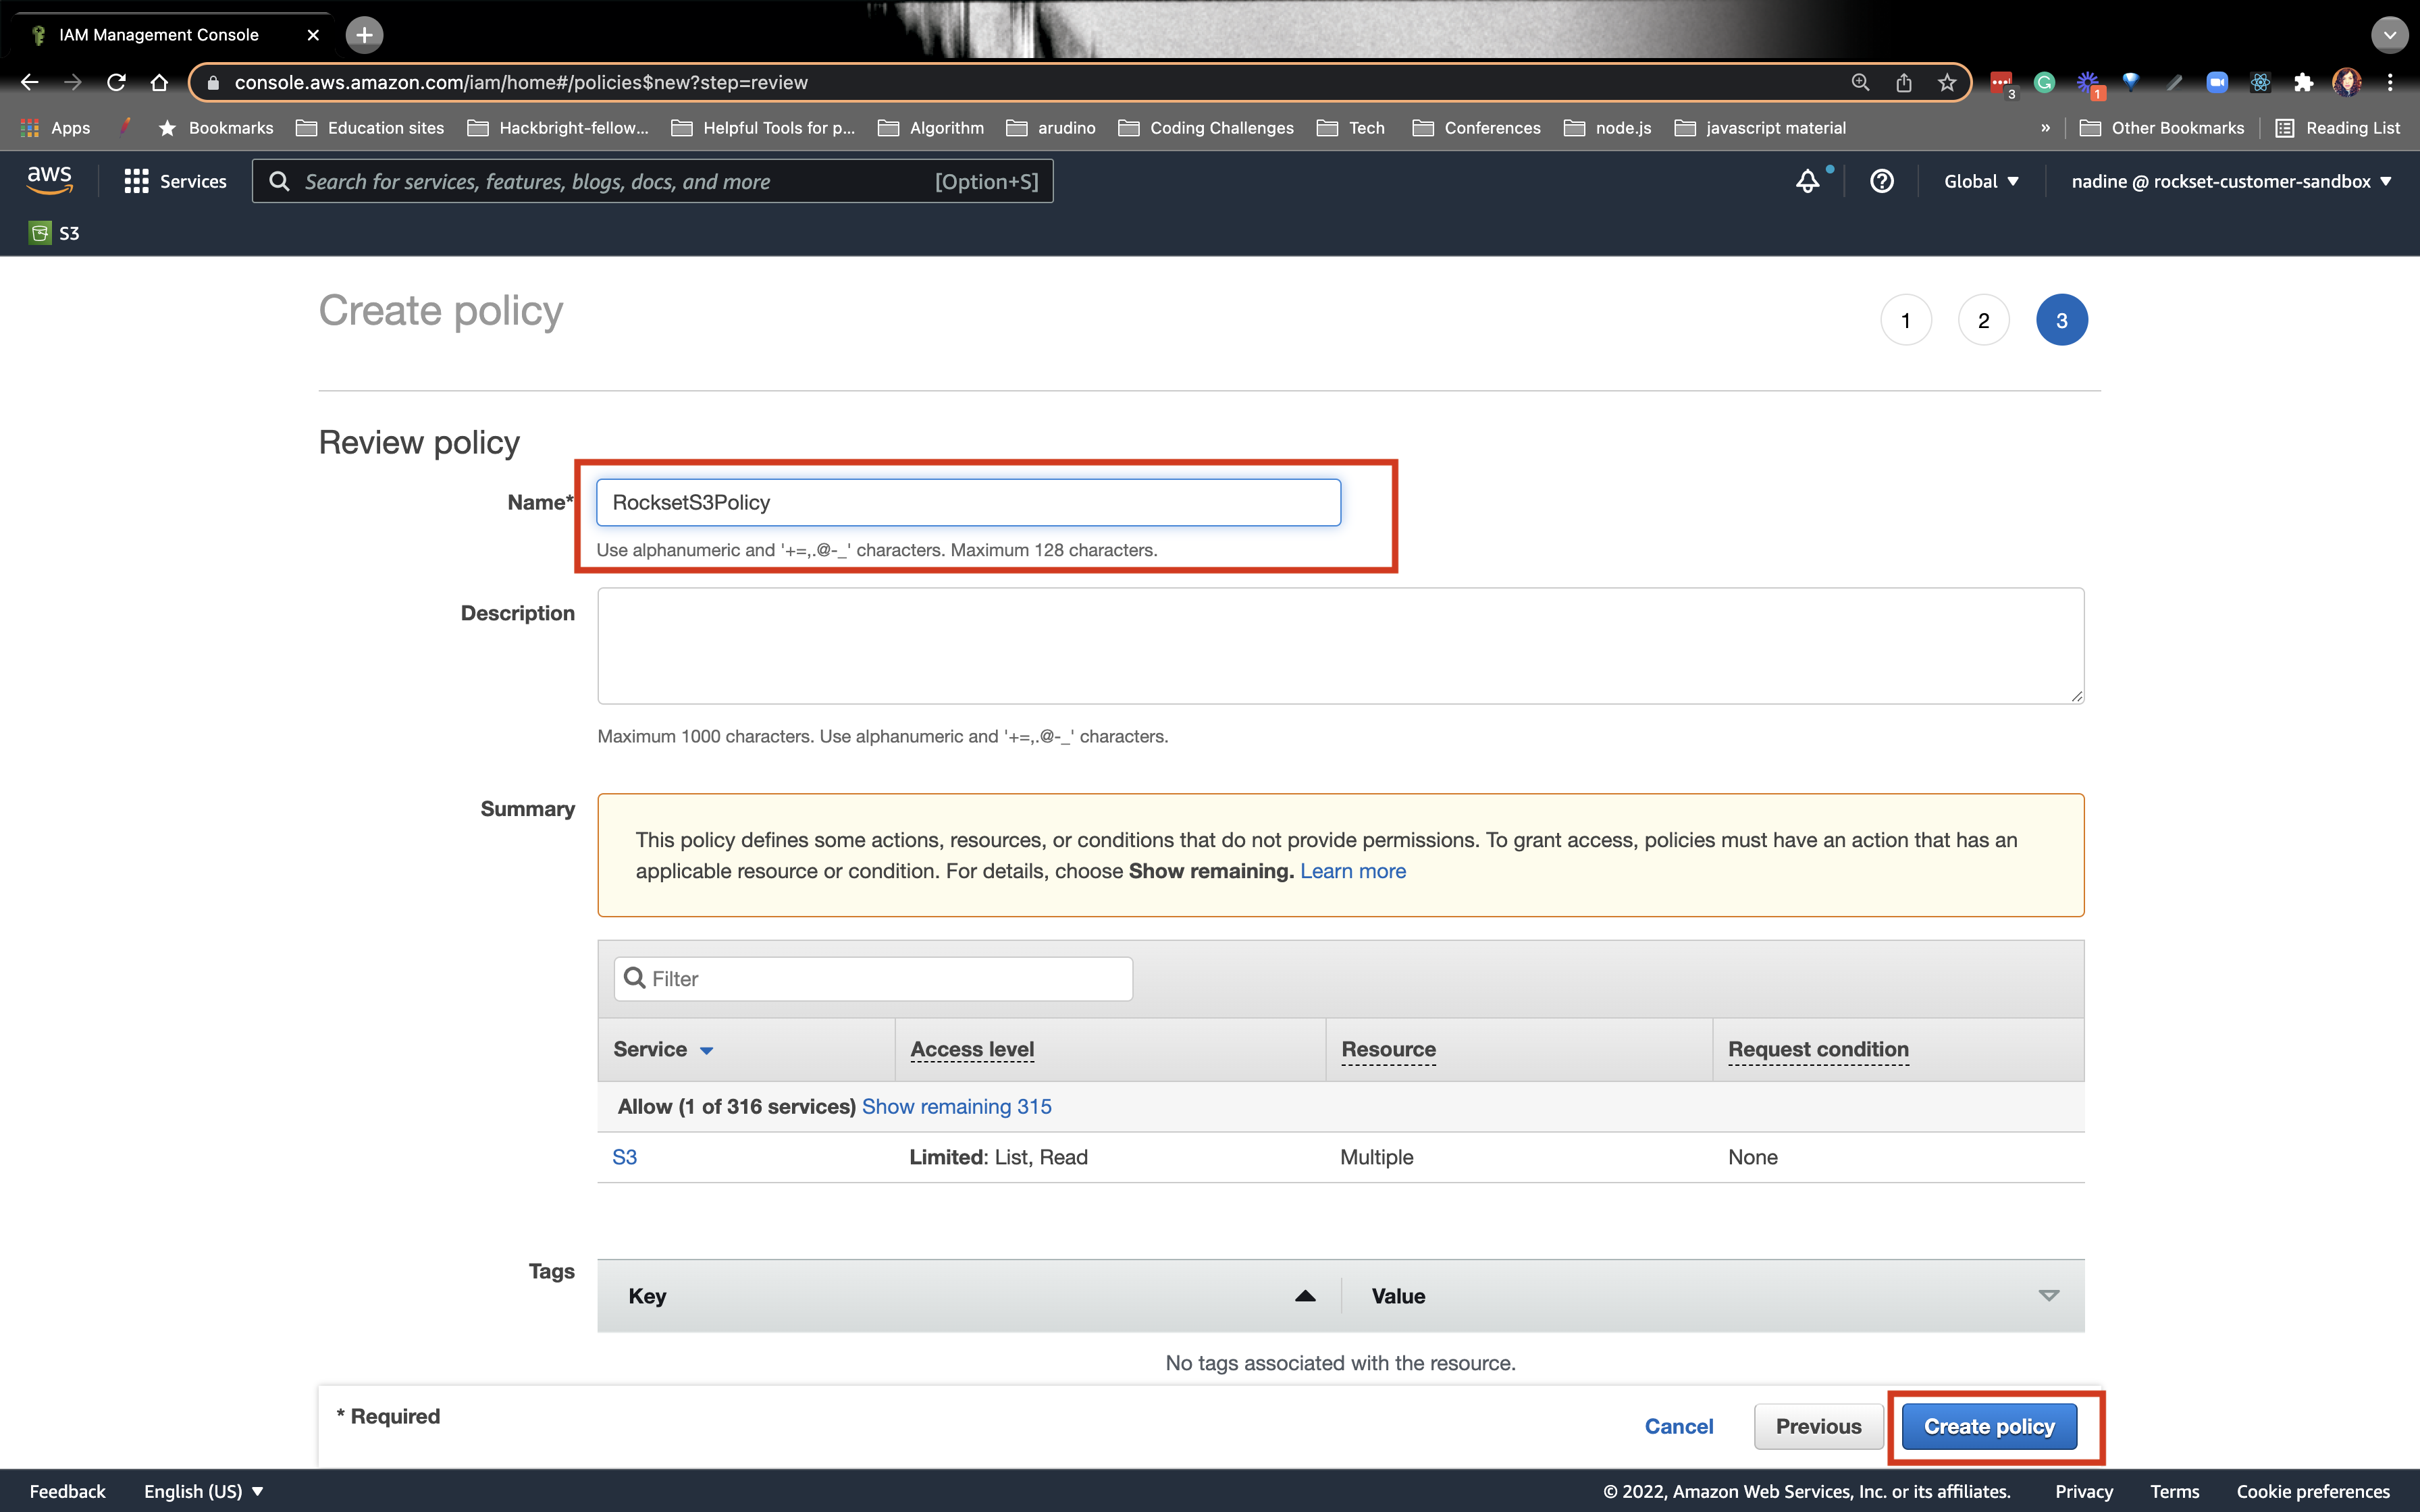 IAM Management Console
console.aws.amazon.com/iam/home#/policies$new?step=review
3
1
Apps
Bookmarks
Education sites
Hackbright-fellow...
Helpful Tools for p...
Algorithm
arudino
Coding Challenges
Tech
Conferences
node.js
javascript material
»
Other Bookmarks
Reading List
aws
Services
Search for services, features, blogs, docs, and more
[Option+S]
Global
nadine @ rockset-customer-sandbox
S3
Create policy
1
2
3
Review policy
Name*
RocksetS3Policy
Use alphanumeric and '+=,.@-_' characters. Maximum 128 characters.
Description
Maximum 1000 characters. Use alphanumeric and '+=,.@-_' characters.
Summary
This policy defines some actions, resources, or conditions that do not provide permissions. To grant access, policies must have an action that has an
applicable resource or condition. For details, choose Show remaining. Learn more
Filter
Service
Access level
Resource
Request condition
Allow (1 of 316 services) Show remaining 315
S3
Limited: List, Read
Multiple
None
Tags
Key
Value
No tags associated with the resource.
* Required
Cancel
Previous
Create policy
Feedback
English (US)
© 2022, Amazon Web Services, Inc. or its affiliates.
Privacy
Terms
Cookie preferences